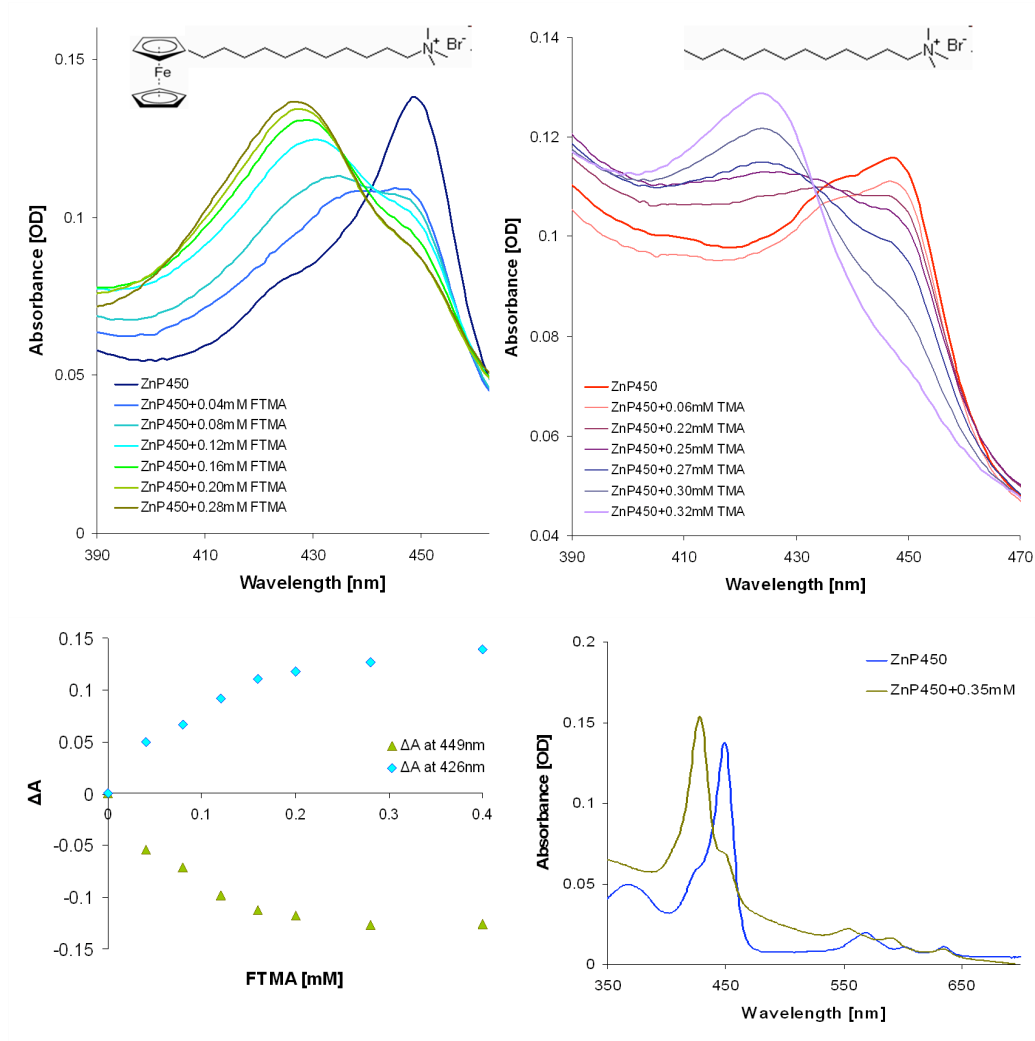 0.15
0.1
0.05
0
390
410
430
450
Absorbance [OD]
Wavelength [nm]
Fe
N
+
Br
-
ZnP450
ZnP450+0.04mM FTMA
ZnP450+0.08mM FTMA
ZnP450+0.12mM FTMA
ZnP450+0.16mM FTMA
ZnP450+0.20mM FTMA
ZnP450+0.28mM FTMA
0.14
0.12
0.1
0.08
0.06
0.04
390
410
430
450
470
Absorbance [OD]
Wavelength [nm]
N
+
Br
-
ZnP450
ZnP450+0.06mM TMA
ZnP450+0.22mM TMA
ZnP450+0.25mM TMA
ZnP450+0.27mM TMA
ZnP450+0.30mM TMA
ZnP450+0.32mM TMA
0.15
0.1
0.05
0
-0.05
-0.1
-0.15
0
0.1
0.2
0.3
0.4
ΔA
FTMA [mM]
ΔA at 449nm
ΔA at 426nm
0.2
0.15
0.1
0.05
0
350
450
550
650
Absorbance [OD]
Wavelength [nm]
ZnP450
ZnP450+0.35mM